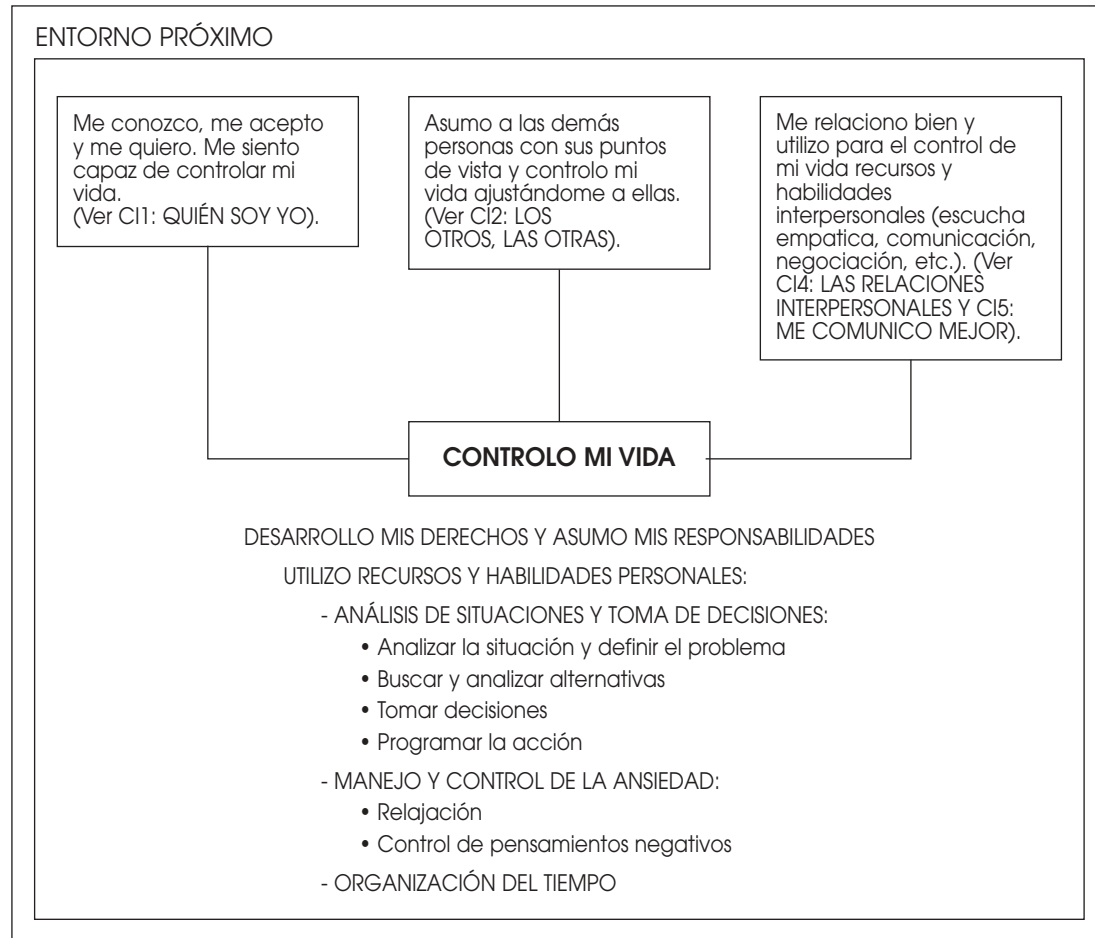 ENTORNO PRÓXIMO
Me conozco, me acepto
y me quiero. Me siento
capaz de controlar mi
vida.
(Ver CI1: QUIÉN SOY YO).
Asumo a las demás
personas con sus puntos
de vista y controlo mi
vida ajustándome a ellas.
(Ver CI2: LOS
OTROS, LAS OTRAS).
Me relaciono bien y
utilizo para el control de
mi vida recursos y
habilidades
interpersonales (escucha
empatica, comunicación,
negociación, etc.). (Ver
CI4: LAS RELACIONES
INTERPERSONALES Y CI5:
ME COMUNICO MEJOR).
CONTROLO MI VIDA
DESARROLLO MIS DERECHOS Y ASUMO MIS RESPONSABILIDADES
UTILIZO RECURSOS Y HABILIDADES PERSONALES:
- ANÁLISIS DE SITUACIONES Y TOMA DE DECISIONES:
• Analizar la situación y definir el problema
• Buscar y analizar alternativas
• Tomar decisiones
• Programar la acción
- MANEJO Y CONTROL DE LA ANSIEDAD:
• Relajación
• Control de pensamientos negativos
- ORGANIZACIÓN DEL TIEMPO